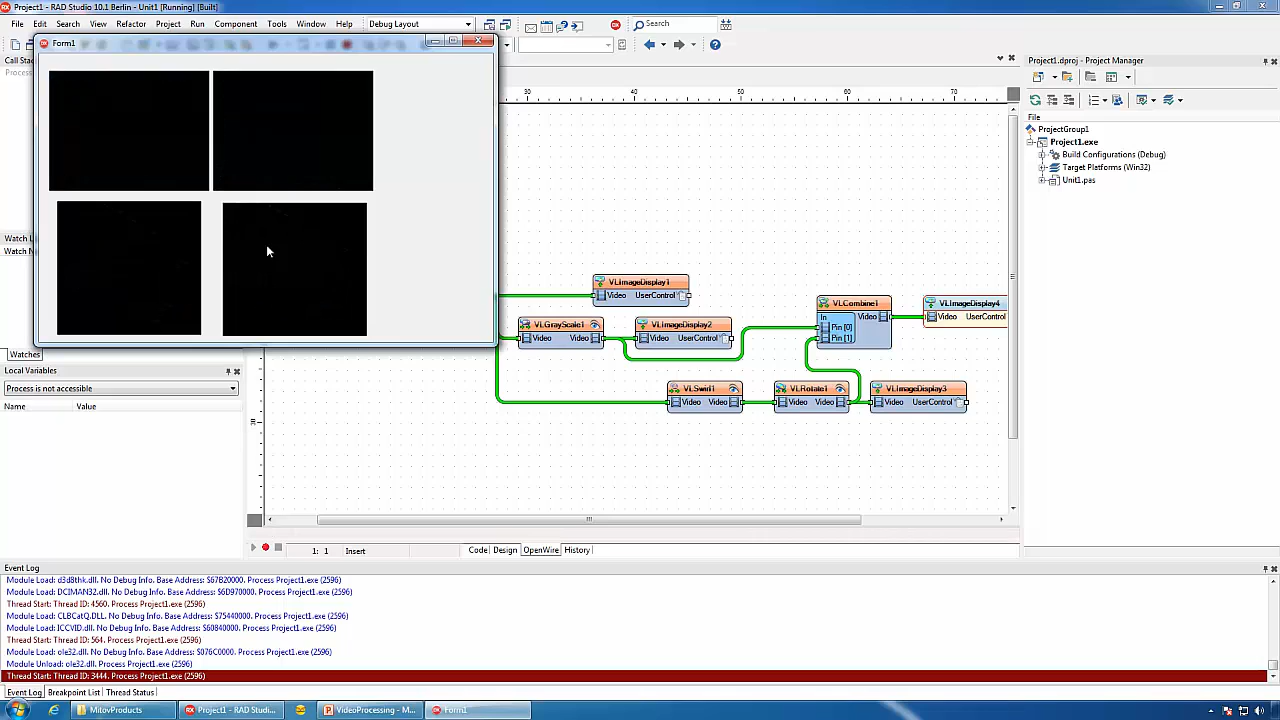 Project1 - RAD Studio 10.1 Berlin - Unit1 [Running] [Built]
File Edit Search View Refactor Project Run Component Tools Window Help Debug Layout Search
Form1
Project1.dproj - Project Manager
Call Stac
Process
30 40 50 60 70
File
ProjectGroup1
Project1.exe
Build Configurations (Debug)
Target Platforms (Win32)
Unit1.pas
Watch L
Watch N
VLImageDisplay1
Video UserControl
VLGrayScale1
Video Video
VLImageDisplay2
Video UserControl
VLCombine1
In Video
Pin [0]
Pin [1]
VLImageDisplay4
Video UserControl
VLSwirl1
Video Video
VLRotate1
Video Video
VLImageDisplay3
Video UserControl
Watches
Local Variables
Process is not accessible
Name Value
1: 1 Insert
Code Design OpenWire History
Event Log
Module Load: d3d8thk.dll. No Debug Info. Base Address: $67B20000. Process Project1.exe (2596)
Module Load: DCIMAN32.dll. No Debug Info. Base Address: $6D970000. Process Project1.exe (2596)
Thread Start: Thread ID: 4560. Process Project1.exe (2596)
Module Load: CLBCatQ.DLL. No Debug Info. Base Address: $75440000. Process Project1.exe (2596)
Module Load: ICCVID.dll. No Debug Info. Base Address: $60840000. Process Project1.exe (2596)
Thread Start: Thread ID: 564. Process Project1.exe (2596)
Module Load: ole32.dll. No Debug Info. Base Address: $076C0000. Process Project1.exe (2596)
Module Unload: ole32.dll. Process Project1.exe (2596)
Thread Start: Thread ID: 3444. Process Project1.exe (2596)
Event Log Breakpoint List Thread Status
MitovProducts Project1 - RAD Studi... VideoProcessing - M... Form1